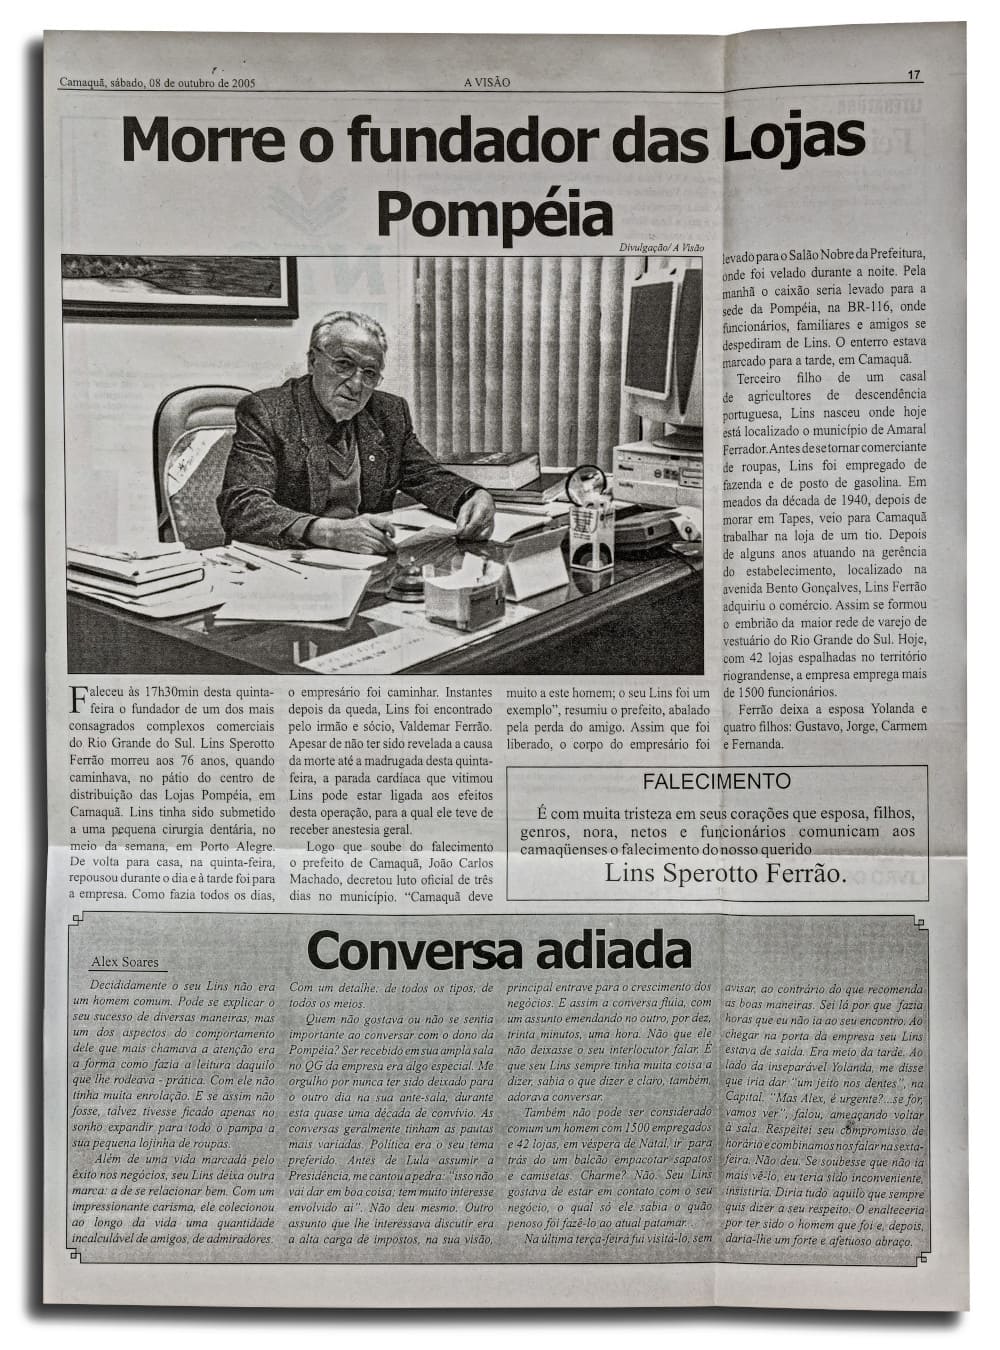 Camaquã, sábado, 08 de outubro de 2005
A VISÃO
17
Morre o fundador das Lojas
Pompéia
Divulgação/ A Visão
Faleceu às 17h30min desta quinta-
feira o fundador de um dos mais
consagrados complexos comerciais
do Rio Grande do Sul. Lins Sperotto
Ferrão morreu aos 76 anos, quando
caminhava, no pátio do centro de
distribuição das Lojas Pompéia, em
Camaquã. Lins tinha sido submetido
a uma pequena cirurgia dentária, no
meio da semana, em Porto Alegre.
De volta para casa, na quinta-feira,
repousou durante o dia e à tarde foi para
a empresa. Como fazia todos os dias,
o empresário foi caminhar. Instantes
depois da queda, Lins foi encontrado
pelo irmão e sócio, Valdemar Ferrão.
Apesar de não ter sido revelada a causa
da morte até a madrugada desta quinta-
feira, a parada cardíaca que vitimou
Lins pode estar ligada aos efeitos
desta operação, para a qual ele teve de
receber anestesia geral.
Logo que soube do falecimento
o prefeito de Camaquã, João Carlos
Machado, decretou luto oficial de três
dias no município. “Camaquã deve
muito a este homem; o seu Lins foi um
exemplo”, resumiu o prefeito, abalado
pela perda do amigo. Assim que foi
liberado, o corpo do empresário foi
levado para o Salão Nobre da Prefeitura,
onde foi velado durante a noite. Pela
manhã o caixão seria levado para a
sede da Pompéia, na BR-116, onde
funcionários, familiares e amigos se
despediram de Lins. O enterro estava
marcado para a tarde, em Camaquã.
Terceiro filho de um casal
de agricultores de descendência
portuguesa, Lins nasceu onde hoje
está localizado o município de Amaral
Ferrador. Antes de se tornar comerciante
de roupas, Lins foi empregado de
fazenda e de posto de gasolina. Em
meados da década de 1940, depois de
morar em Tapes, veio para Camaquã
trabalhar na loja de um tio. Depois
de alguns anos atuando na gerência
do estabelecimento, localizado na
avenida Bento Gonçalves, Lins Ferrão
adquiriu o comércio. Assim se formou
o embrião da maior rede de varejo de
vestuário do Rio Grande do Sul. Hoje,
com 42 lojas espalhadas no território
riograndense, a empresa emprega mais
de 1500 funcionários.
Ferrão deixa a esposa Yolanda e
quatro filhos: Gustavo, Jorge, Carmem
e Fernanda.
FALECIMENTO
É com muita tristeza em seus corações que esposa, filhos,
genros, nora, netos e funcionários comunicam aos
camaqüenses o falecimento do nosso querido
Lins Sperotto Ferrão.
Conversa adiada
Alex Soares
Decididamente o seu Lins não era
um homem comum. Pode se explicar o
seu sucesso de diversas maneiras, mas
um dos aspectos do comportamento
dele que mais chamava a atenção era
a forma como fazia a leitura daquilo
que lhe rodeava - prática. Com ele não
tinha muita enrolação. E se assim não
fosse, talvez tivesse ficado apenas no
sonho expandir para todo o pampa a
sua pequena lojinha de roupas.
Além de uma vida marcada pelo
êxito nos negócios, seu Lins deixa outra
marca: a de se relacionar bem. Com um
impressionante carisma, ele colecionou
ao longo da vida uma quantidade
incalculável de amigos, de admiradores.
Com um detalhe: de todos os tipos, de
todos os meios.
Quem não gostava ou não se sentia
importante ao conversar com o dono da
Pompéia? Ser recebido em sua ampla sala
no QG da empresa era algo especial. Me
orgulho por nunca ter sido deixado para
o outro dia na sua ante-sala, durante
esta quase uma década de convívio. As
conversas geralmente tinham as pautas
mais variadas. Política era o seu tema
preferido. Antes de Lula assumir a
Presidência, me cantou a pedra: “isso não
vai dar em boa coisa; tem muito interesse
envolvido aí”. Não deu mesmo. Outro
assunto que lhe interessava discutir era
a alta carga de impostos, na sua visão,
principal entrave para o crescimento dos
negócios. E assim a conversa fluía, com
um assunto emendando no outro, por dez,
trinta minutos, uma hora. Não que ele
não deixasse o seu interlocutor falar. É
que seu Lins sempre tinha muita coisa a
dizer, sabia o que dizer e claro, também,
adorava conversar.
Também não pode ser considerado
comum um homem com 1500 empregados
e 42 lojas, em véspera de Natal, ir para
trás do um balcão empacotar sapatos
e camisetas. Charme? Não. Seu Lins
gostava de estar em contato com o seu
negócio, o qual só ele sabia o quão
penoso foi fazê-lo ao atual patamar.
Na última terça-feira fui visitá-lo, sem
avisar, ao contrário do que recomenda
as boas maneiras. Sei lá por que fazia
horas que eu não ia ao seu encontro. Ao
chegar na porta da empresa seu Lins
estava de saída. Era meio da tarde. Ao
lado da inseparável Yolanda, me disse
que iria dar “um jeito nos dentes”, na
Capital. “Mas Alex, é urgente?...se for,
vamos ver”, falou, ameaçando voltar
à sala. Respeitei seu compromisso de
horário e combinamos nos falar na sexta-
feira. Não deu. Se soubesse que não ia
mais vê-lo, eu teria sido inconveniente,
insistiria. Diria tudo aquilo que sempre
quis dizer a seu respeito. O enalteceria
por ter sido o homem que foi e, depois,
daria-lhe um forte e afetuoso abraço.